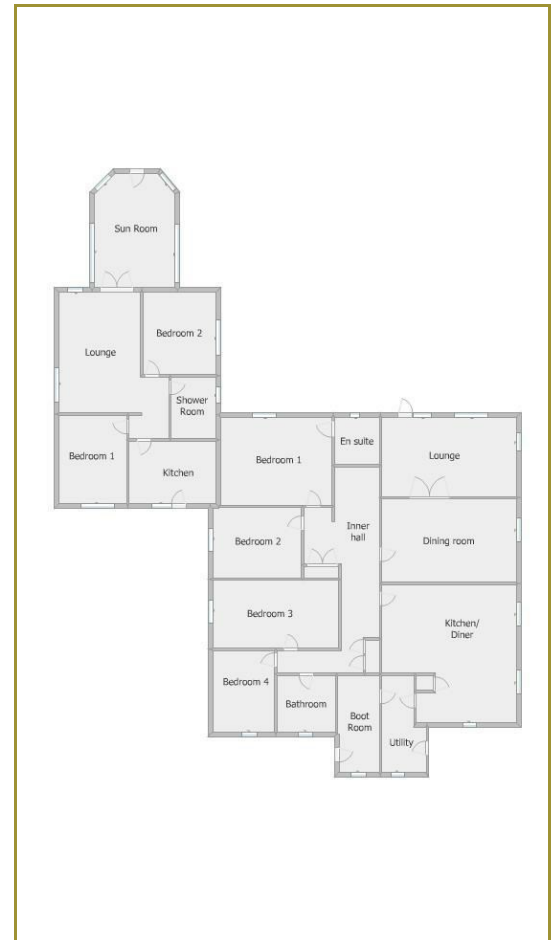 Sun Room
Bedroom 2
Lounge
Shower
Room
Bedroom 1
Kitchen
Bedroom 1
En suite
Lounge
Bedroom 2
Inner
hall
Dining room
Bedroom 3
Kitchen/
Diner
Bedroom 4
Bathroom
Boot
Room
Utility